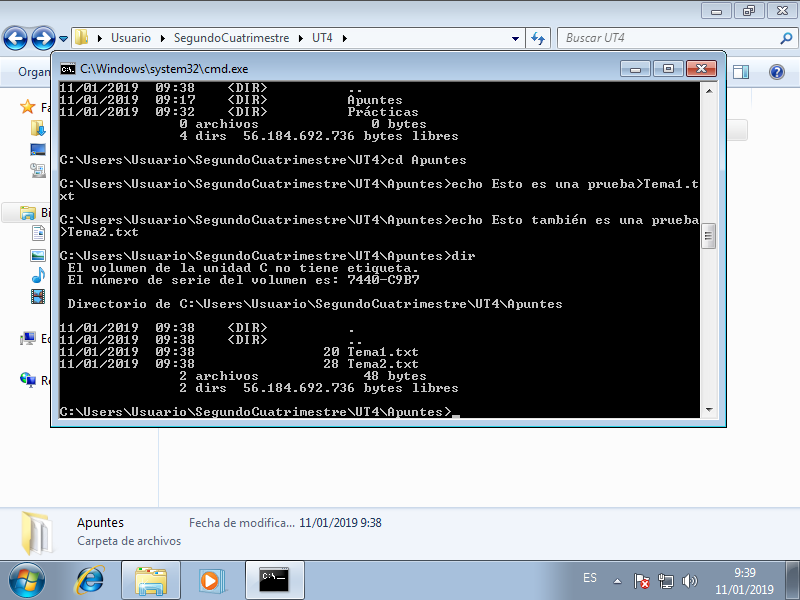 Usuario SegundoCuatrimestre UT4
Buscar UT4
Organ
C:\Windows\system32\cmd.exe
11/01/2019 09:38 <DIR> ..
11/01/2019 09:17 <DIR> Apuntes
11/01/2019 09:32 <DIR> Prácticas
0 archivos 0 bytes
4 dirs 56.184.692.736 bytes libres
C:\Users\Usuario\SegundoCuatrimestre\UT4>cd Apuntes
C:\Users\Usuario\SegundoCuatrimestre\UT4\Apuntes>echo Esto es una prueba>Tema1.t
xt
C:\Users\Usuario\SegundoCuatrimestre\UT4\Apuntes>echo Esto también es una prueba
>Tema2.txt
C:\Users\Usuario\SegundoCuatrimestre\UT4\Apuntes>dir
El volumen de la unidad C no tiene etiqueta.
El número de serie del volumen es: 7440-C9B7
Directorio de C:\Users\Usuario\SegundoCuatrimestre\UT4\Apuntes
11/01/2019 09:38 <DIR> .
11/01/2019 09:38 <DIR> ..
11/01/2019 09:38 20 Tema1.txt
11/01/2019 09:38 28 Tema2.txt
2 archivos 48 bytes
2 dirs 56.184.692.736 bytes libres
C:\Users\Usuario\SegundoCuatrimestre\UT4\Apuntes>_
Fa
Bi
Ec
Re
Apuntes Fecha de modifica... 11/01/2019 9:38
Carpeta de archivos
ES
9:39
11/01/2019